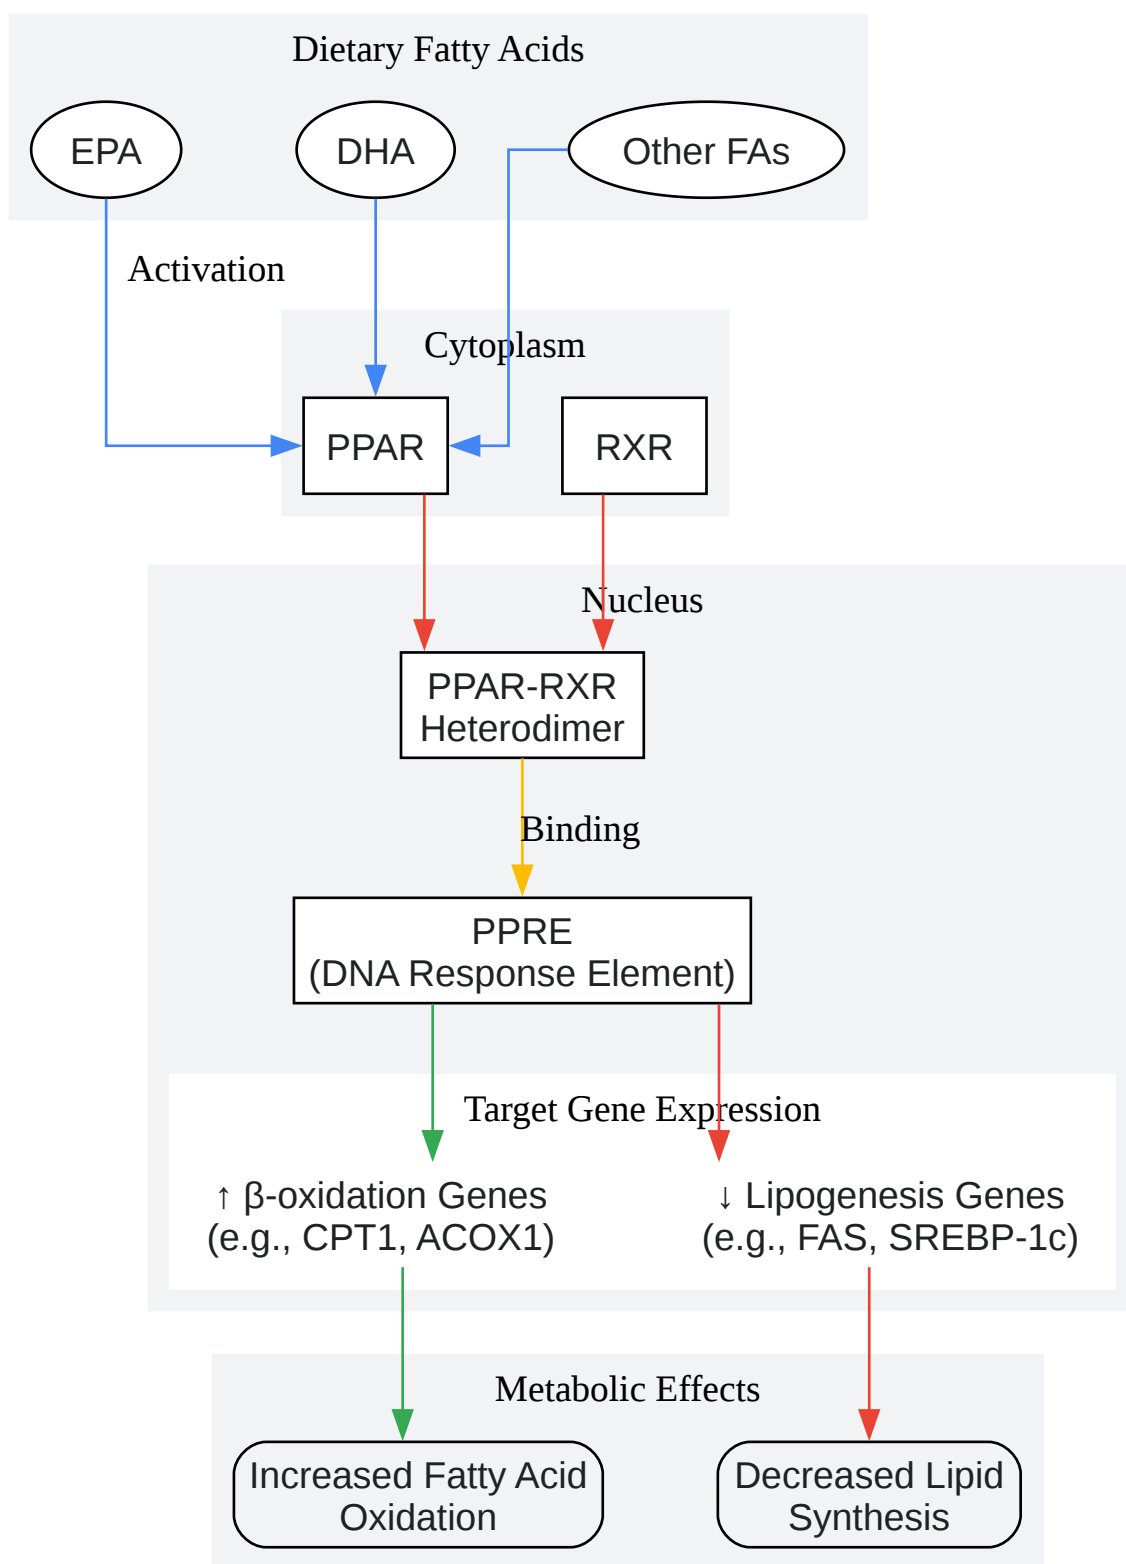 Dietary Fatty Acids
EPA
DHA
Other FAs
Activation
Cytoplasm
PPAR
RXR
Nucleus
PPAR-RXR
Heterodimer
Binding
PPRE
(DNA Response Element)
Target Gene Expression
↑ β-oxidation Genes
(e.g., CPT1, ACOX1)
↓ Lipogenesis Genes
(e.g., FAS, SREBP-1c)
Metabolic Effects
Increased Fatty Acid
Oxidation
Decreased Lipid
Synthesis